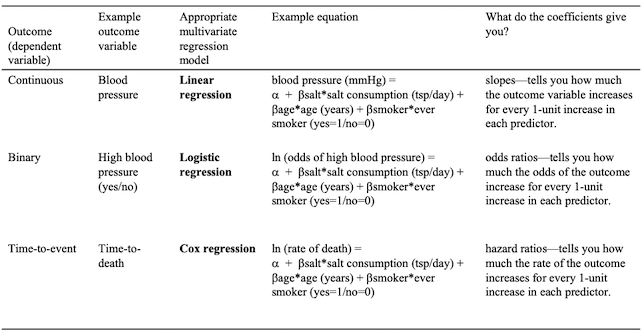 Outcome (dependent variable)
Example outcome variable
Appropriate multivariate regression model
Example equation
What do the coefficients give you?
Continuous
Blood pressure
Linear regression
blood pressure (mmHg) =
α + βsalt*salt consumption (tsp/day) +
βage*age (years) + βsmoker*ever
smoker (yes=1/no=0)
slopes—tells you how much
the outcome variable increases
for every 1-unit increase in
each predictor.
Binary
High blood pressure (yes/no)
Logistic regression
ln (odds of high blood pressure) =
α + βsalt*salt consumption (tsp/day) +
βage*age (years) + βsmoker*ever
smoker (yes=1/no=0)
odds ratios—tells you how
much the odds of the outcome
increase for every 1-unit
increase in each predictor.
Time-to-event
Time-to-death
Cox regression
ln (rate of death) =
α + βsalt*salt consumption (tsp/day) +
βage*age (years) + βsmoker*ever
smoker (yes=1/no=0)
hazard ratios—tells you how
much the rate of the outcome
increases for every 1-unit
increase in each predictor.